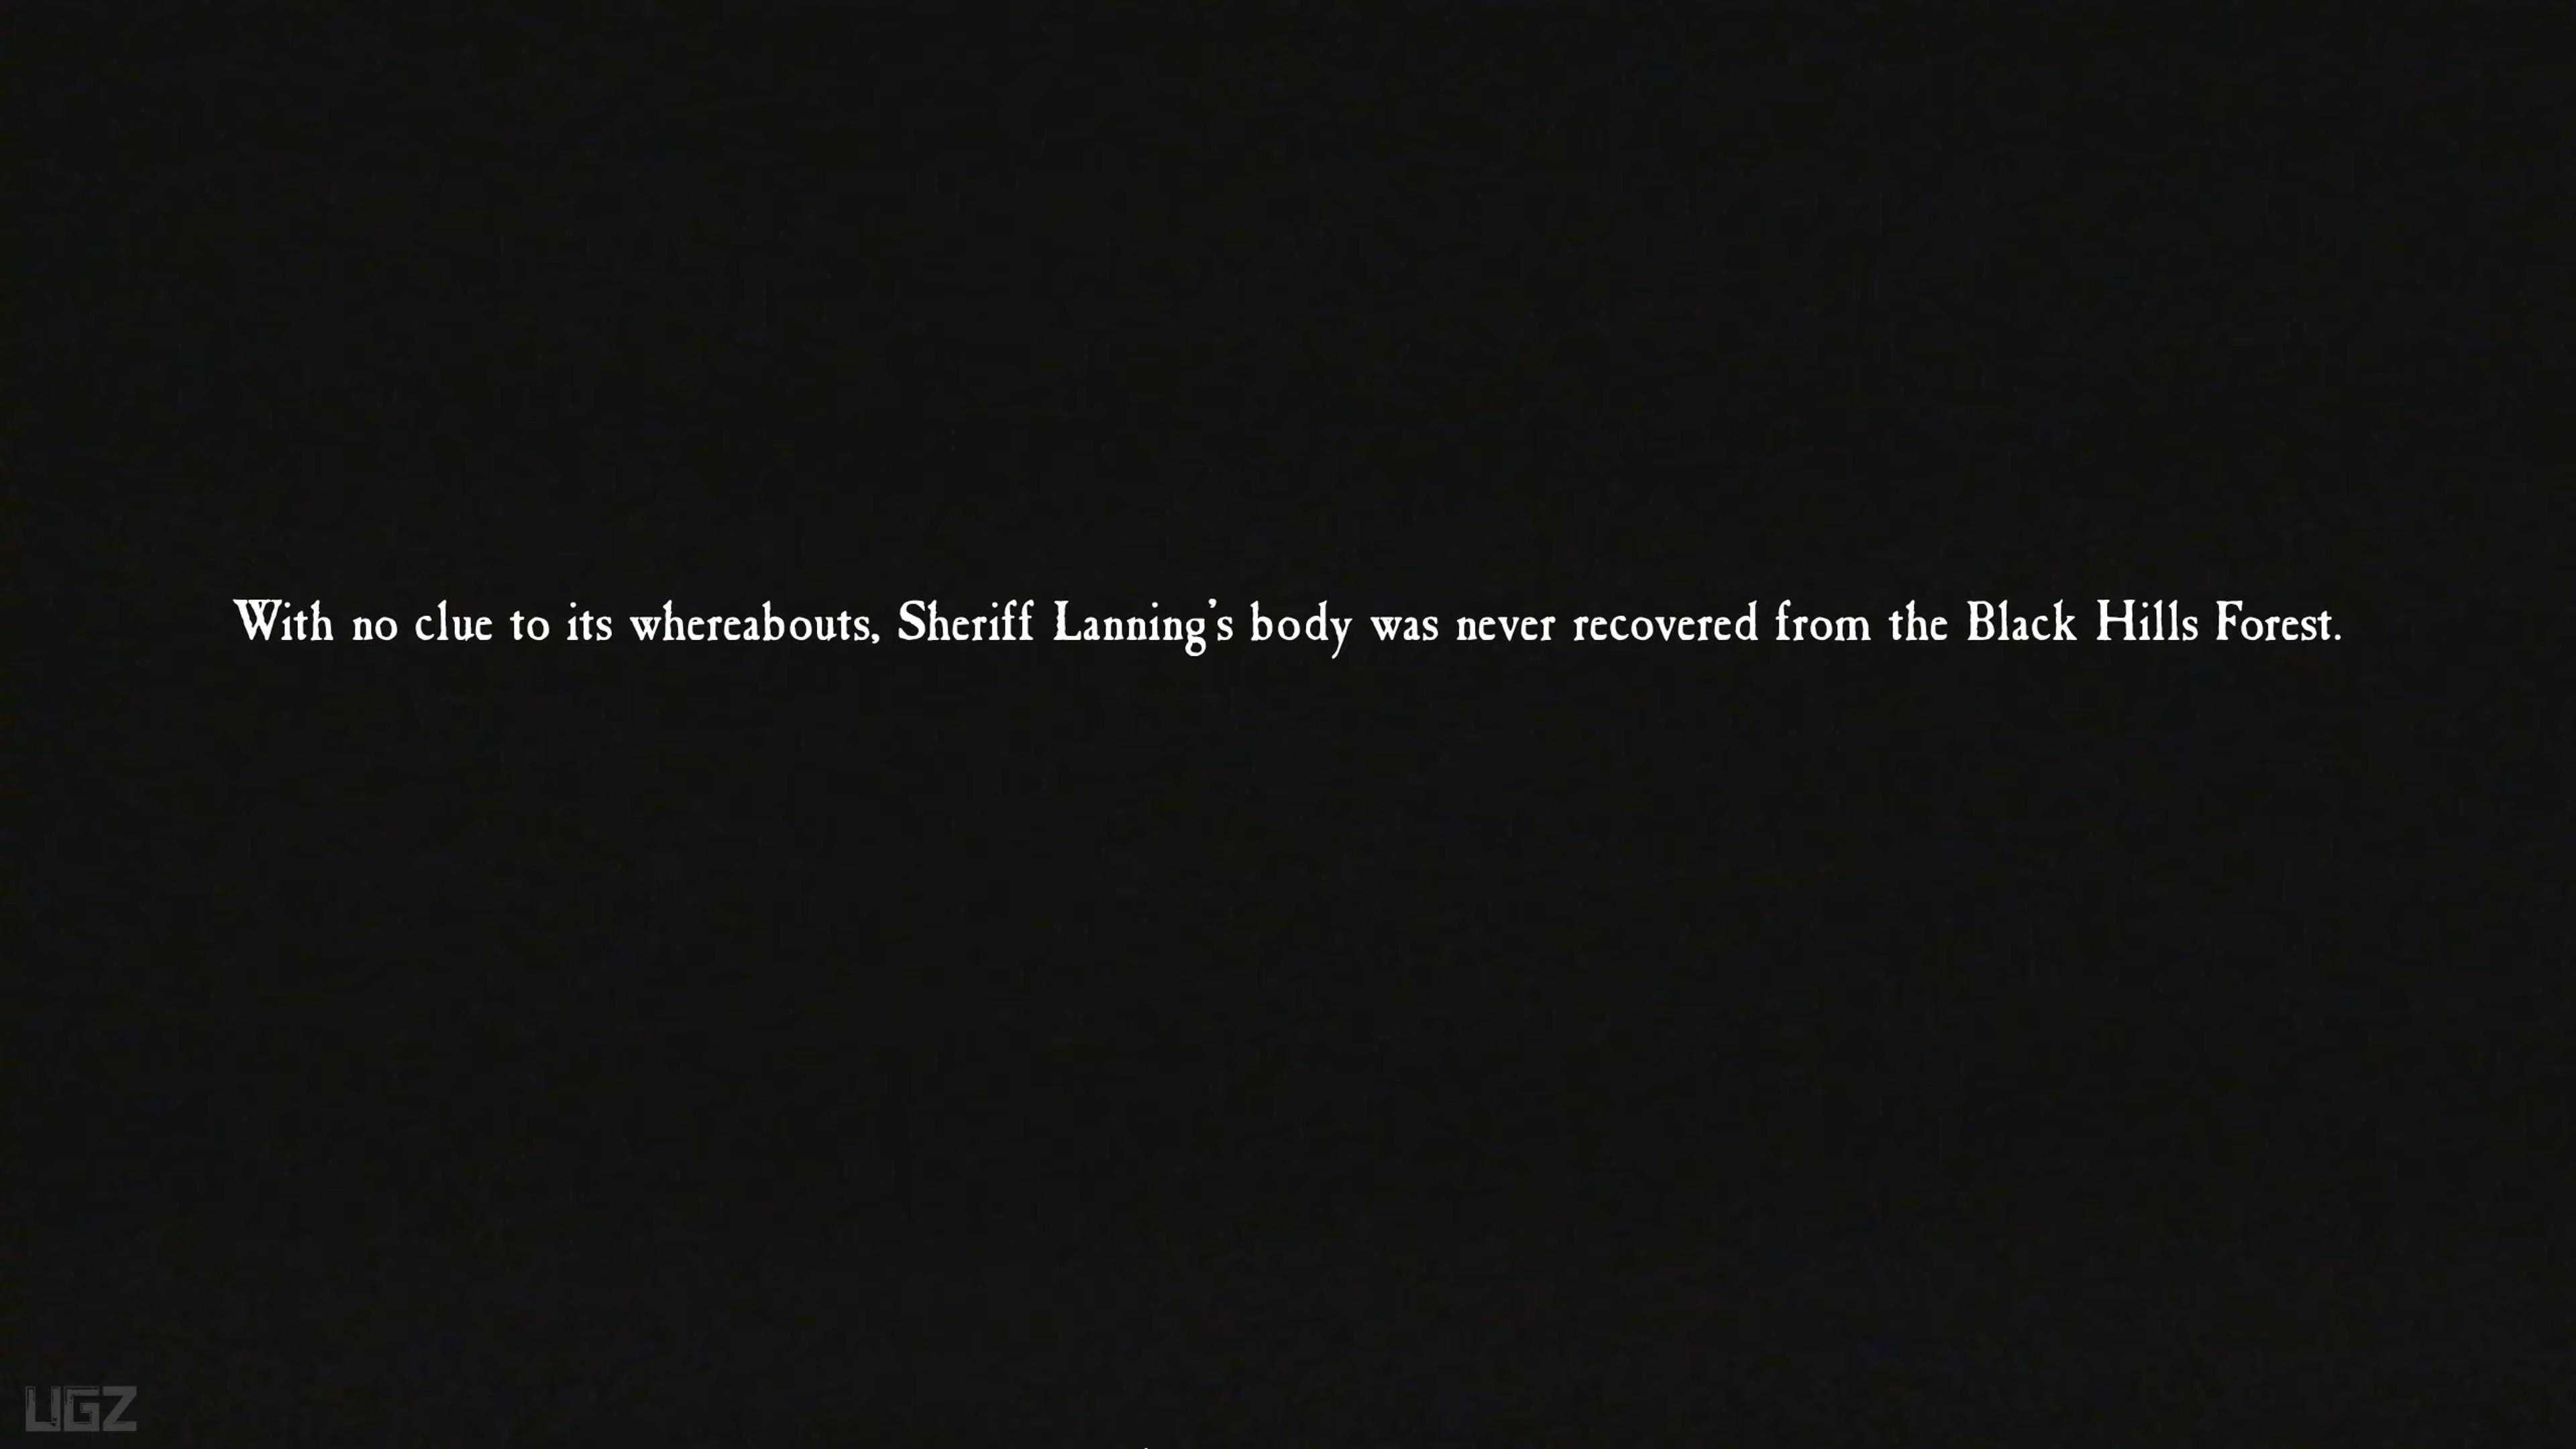 With no clue to its whereabouts, Sheriff Lanning's body was never recovered from the Black Hills Forest.
UGZ